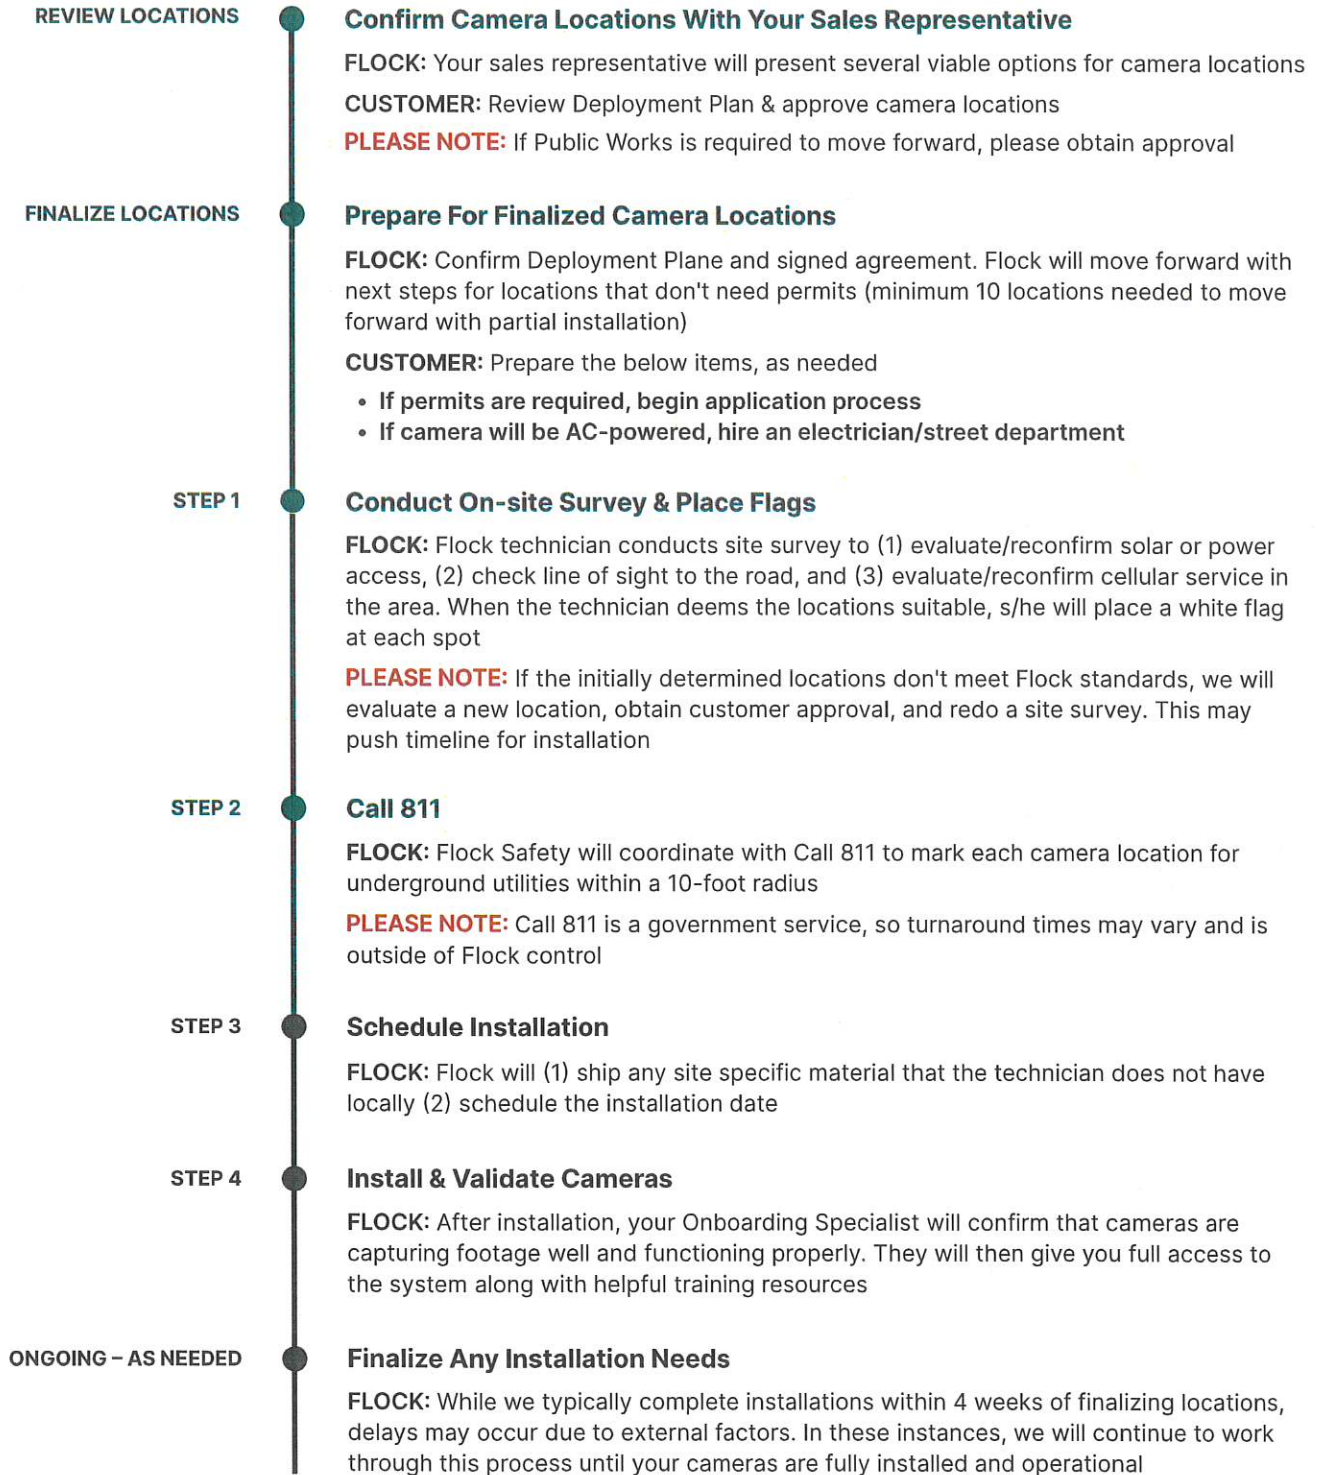 REVIEW LOCATIONS
Confirm Camera Locations With Your Sales Representative
FLOCK: Your sales representative will present several viable options for camera locations
CUSTOMER: Review Deployment Plan & approve camera locations
PLEASE NOTE: If Public Works is required to move forward, please obtain approval
FINALIZE LOCATIONS
Prepare For Finalized Camera Locations
FLOCK: Confirm Deployment Plane and signed agreement. Flock will move forward with
next steps for locations that don't need permits (minimum 10 locations needed to move
forward with partial installation)
CUSTOMER: Prepare the below items, as needed
• If permits are required, begin application process
• If camera will be AC-powered, hire an electrician/street department
STEP 1
Conduct On-site Survey & Place Flags
FLOCK: Flock technician conducts site survey to (1) evaluate/reconfirm solar or power
access, (2) check line of sight to the road, and (3) evaluate/reconfirm cellular service in
the area. When the technician deems the locations suitable, s/he will place a white flag
at each spot
PLEASE NOTE: If the initially determined locations don't meet Flock standards, we will
evaluate a new location, obtain customer approval, and redo a site survey. This may
push timeline for installation
STEP 2
Call 811
FLOCK: Flock Safety will coordinate with Call 811 to mark each camera location for
underground utilities within a 10-foot radius
PLEASE NOTE: Call 811 is a government service, so turnaround times may vary and is
outside of Flock control
STEP 3
Schedule Installation
FLOCK: Flock will (1) ship any site specific material that the technician does not have
locally (2) schedule the installation date
STEP 4
Install & Validate Cameras
FLOCK: After installation, your Onboarding Specialist will confirm that cameras are
capturing footage well and functioning properly. They will then give you full access to
the system along with helpful training resources
ONGOING – AS NEEDED
Finalize Any Installation Needs
FLOCK: While we typically complete installations within 4 weeks of finalizing locations,
delays may occur due to external factors. In these instances, we will continue to work
through this process until your cameras are fully installed and operational